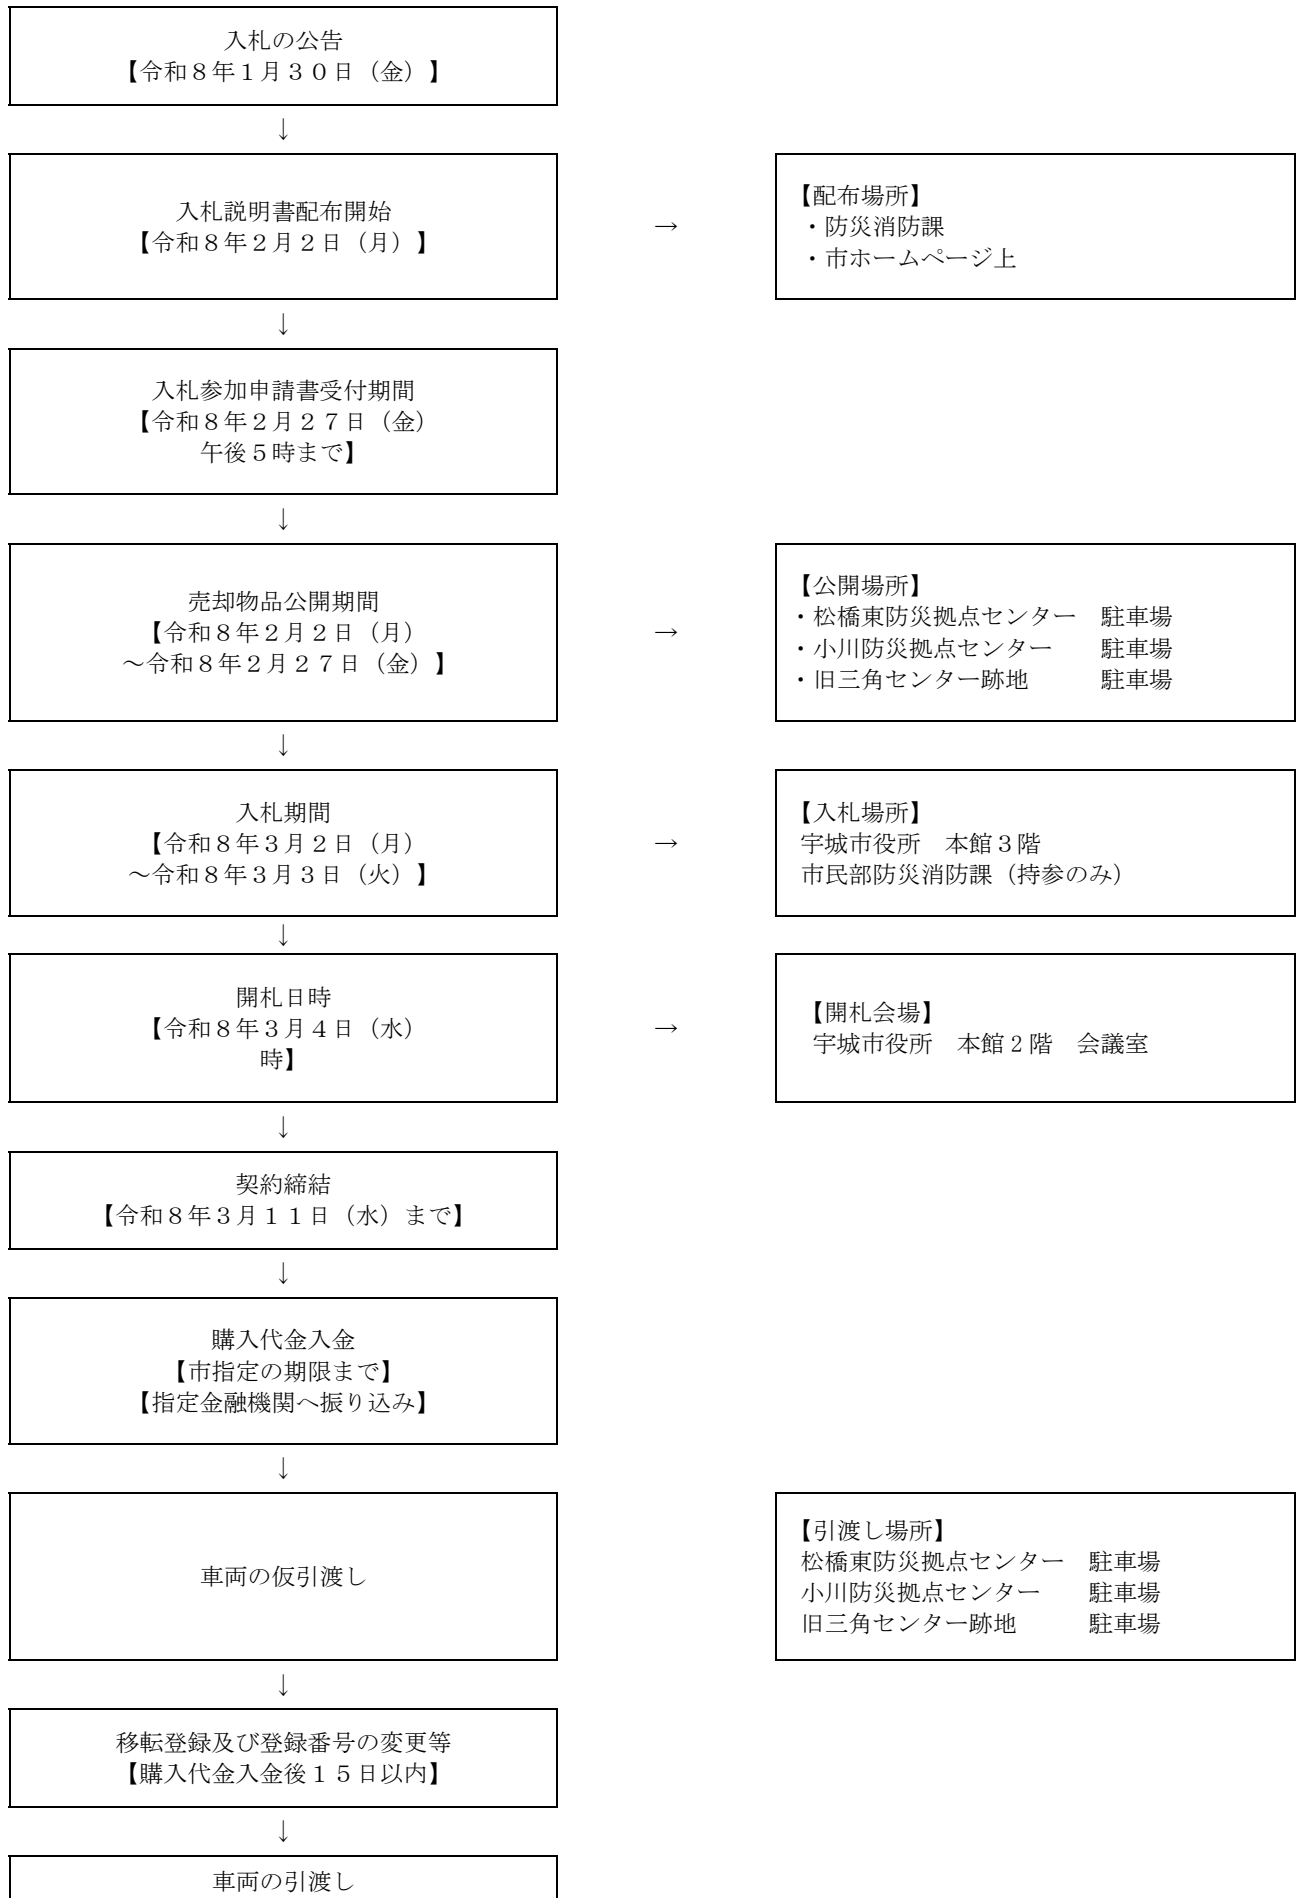 入札の公告
【令和８年１月３０日（金）】
↓
入札説明書配布開始
【令和８年２月２日（月）】
→
【配布場所】
・防災消防課
・市ホームページ上
↓
入札参加申請書受付期間
【令和８年２月２７日（金）
午後５時まで】
↓
売却物品公開期間
【令和８年２月２日（月）
～令和８年２月２７日（金）】
→
【公開場所】
・松橋東防災拠点センター　駐車場
・小川防災拠点センター　　駐車場
・旧三角センター跡地　　　駐車場
↓
入札期間
【令和８年３月２日（月）
～令和８年３月３日（火）】
→
【入札場所】
宇城市役所　本館３階
市民部防災消防課（持参のみ）
↓
開札日時
【令和８年３月４日（水）
時】
→
【開札会場】
宇城市役所　本館２階　会議室
↓
契約締結
【令和８年３月１１日（水）まで】
↓
購入代金入金
【市指定の期限まで】
【指定金融機関へ振り込み】
↓
車両の仮引渡し
【引渡し場所】
松橋東防災拠点センター　駐車場
小川防災拠点センター　　駐車場
旧三角センター跡地　　　駐車場
↓
移転登録及び登録番号の変更等
【購入代金入金後１５日以内】
↓
車両の引渡し